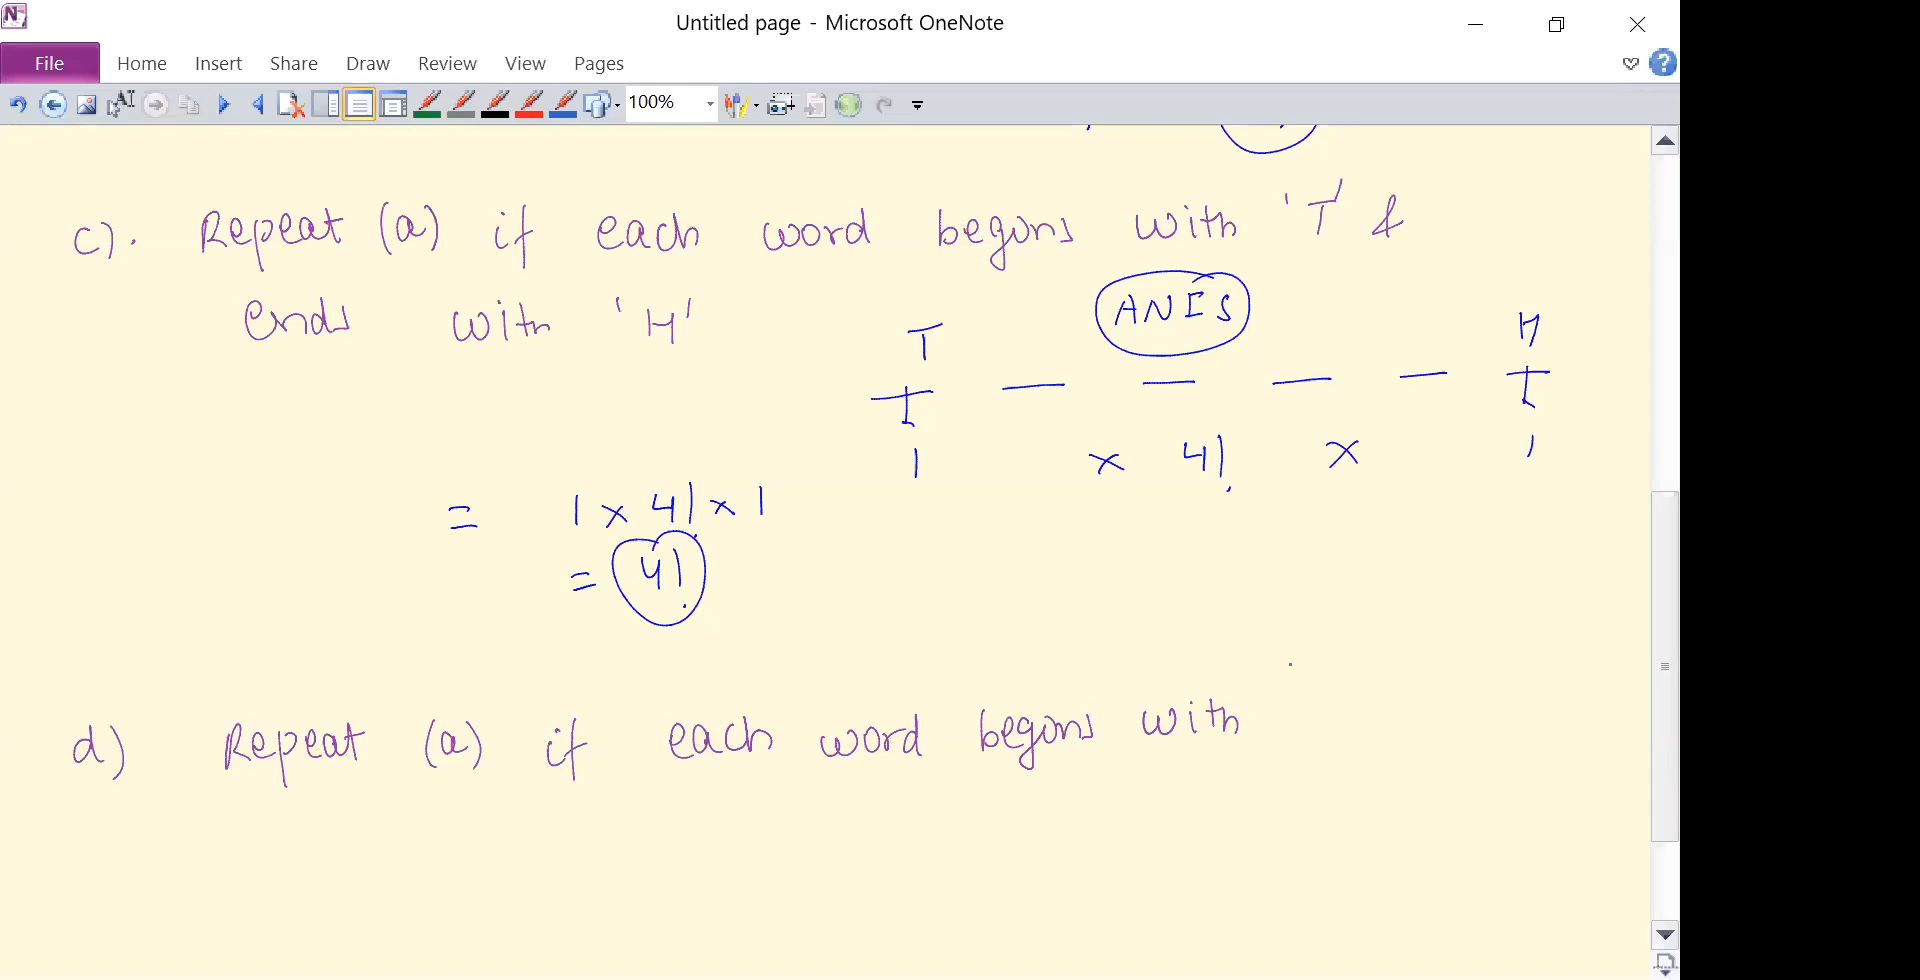 Untitled page - Microsoft OneNote
File Home Insert Share Draw Review View Pages
100%
c). Repeat (a) if each word begins with 'T' &
ends with 'H'
ANES
T H
1 x 4! x 1
= 1 x 4! x 1
= 4!
d) Repeat (a) if each word begins with